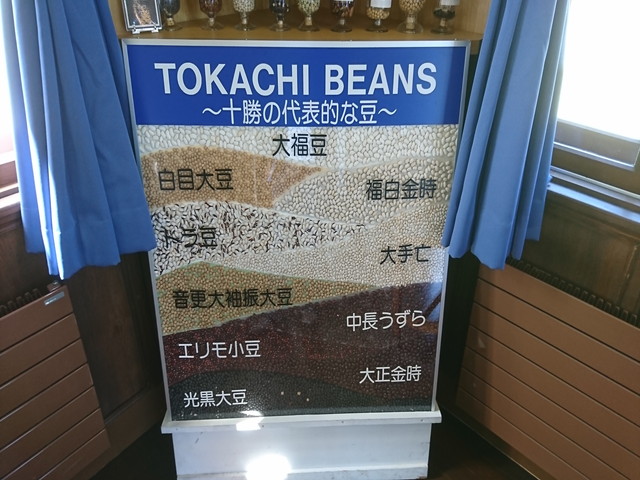 TOKACHI BEANS
～十勝の代表的な豆～
大福豆
白目大豆
福白金時
トラ豆
大手亡
音更大袖振大豆
中長うずら
エリモ小豆
大正金時
光黒大豆